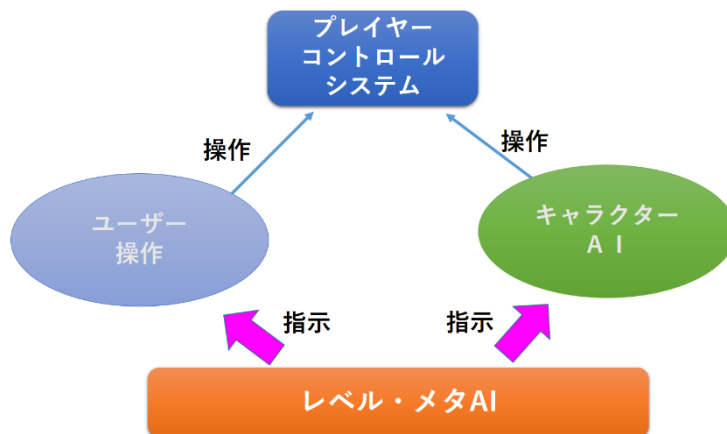 プレイヤー
コントロール
システム
操作
操作
ユーザー
操作
キャラクター
ＡＩ
指示
指示
レベル・メタAI